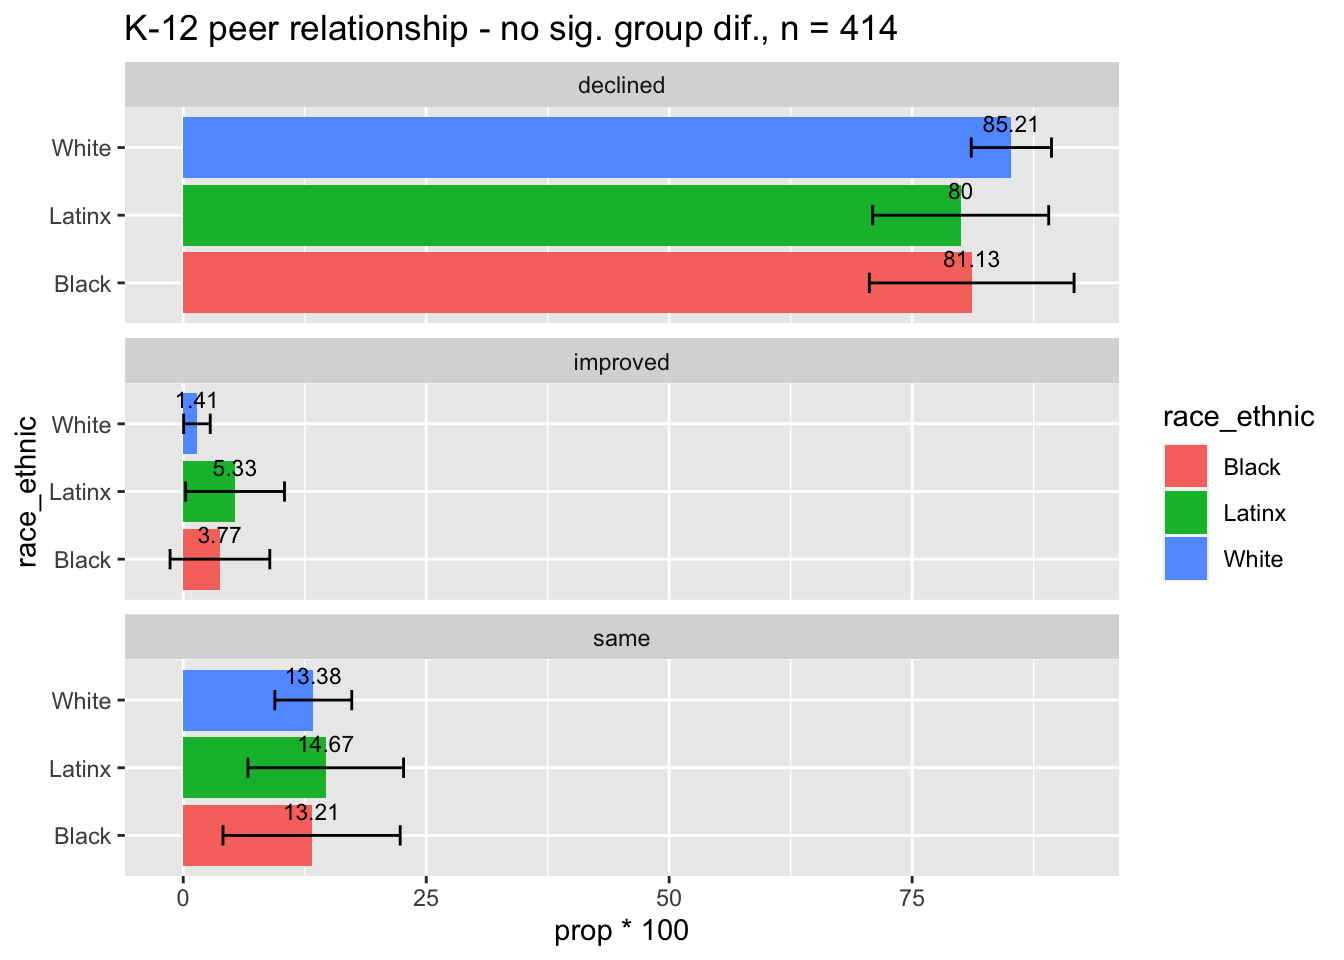 K-12 peer relationship - no sig. group dif., n = 414
declined
White
85.21
Latinx
80
Black
81.13
improved
White
1.41
Latinx
5.33
Black
3.77
same
White
13.38
Latinx
14.67
Black
13.21
0 25 50 75
prop * 100
race_ethnic
race_ethnic
Black
Latinx
White